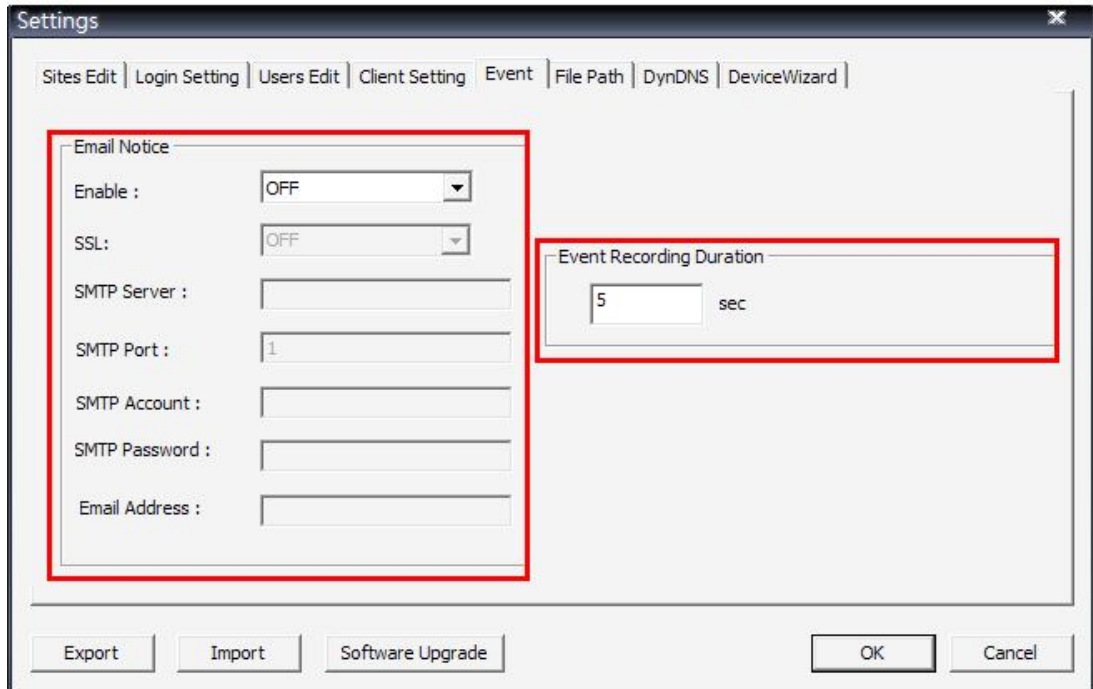 Settings
Sites Edit Login Setting Users Edit Client Setting Event File Path DynDNS DeviceWizard
Email Notice
Enable : OFF
SSL: OFF
SMTP Server :
SMTP Port : 1
SMTP Account :
SMTP Password :
Email Address :
Event Recording Duration
5 sec
Export Import Software Upgrade OK Cancel